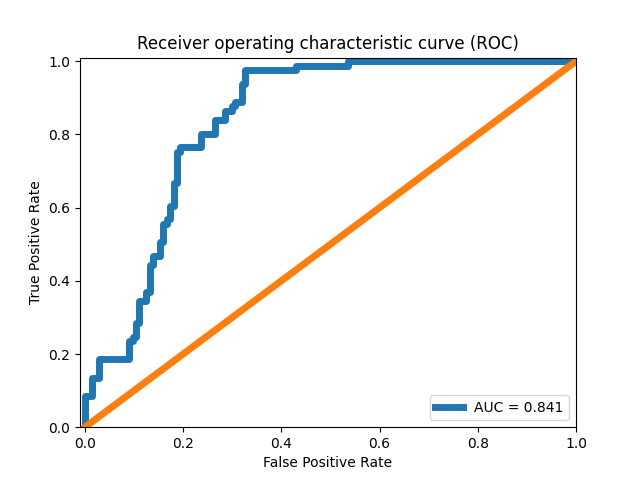 Receiver operating characteristic curve (ROC)
1.0
0.8
0.6
0.4
0.2
0.0
True Positive Rate
0.0 0.2 0.4 0.6 0.8 1.0
False Positive Rate
AUC = 0.841